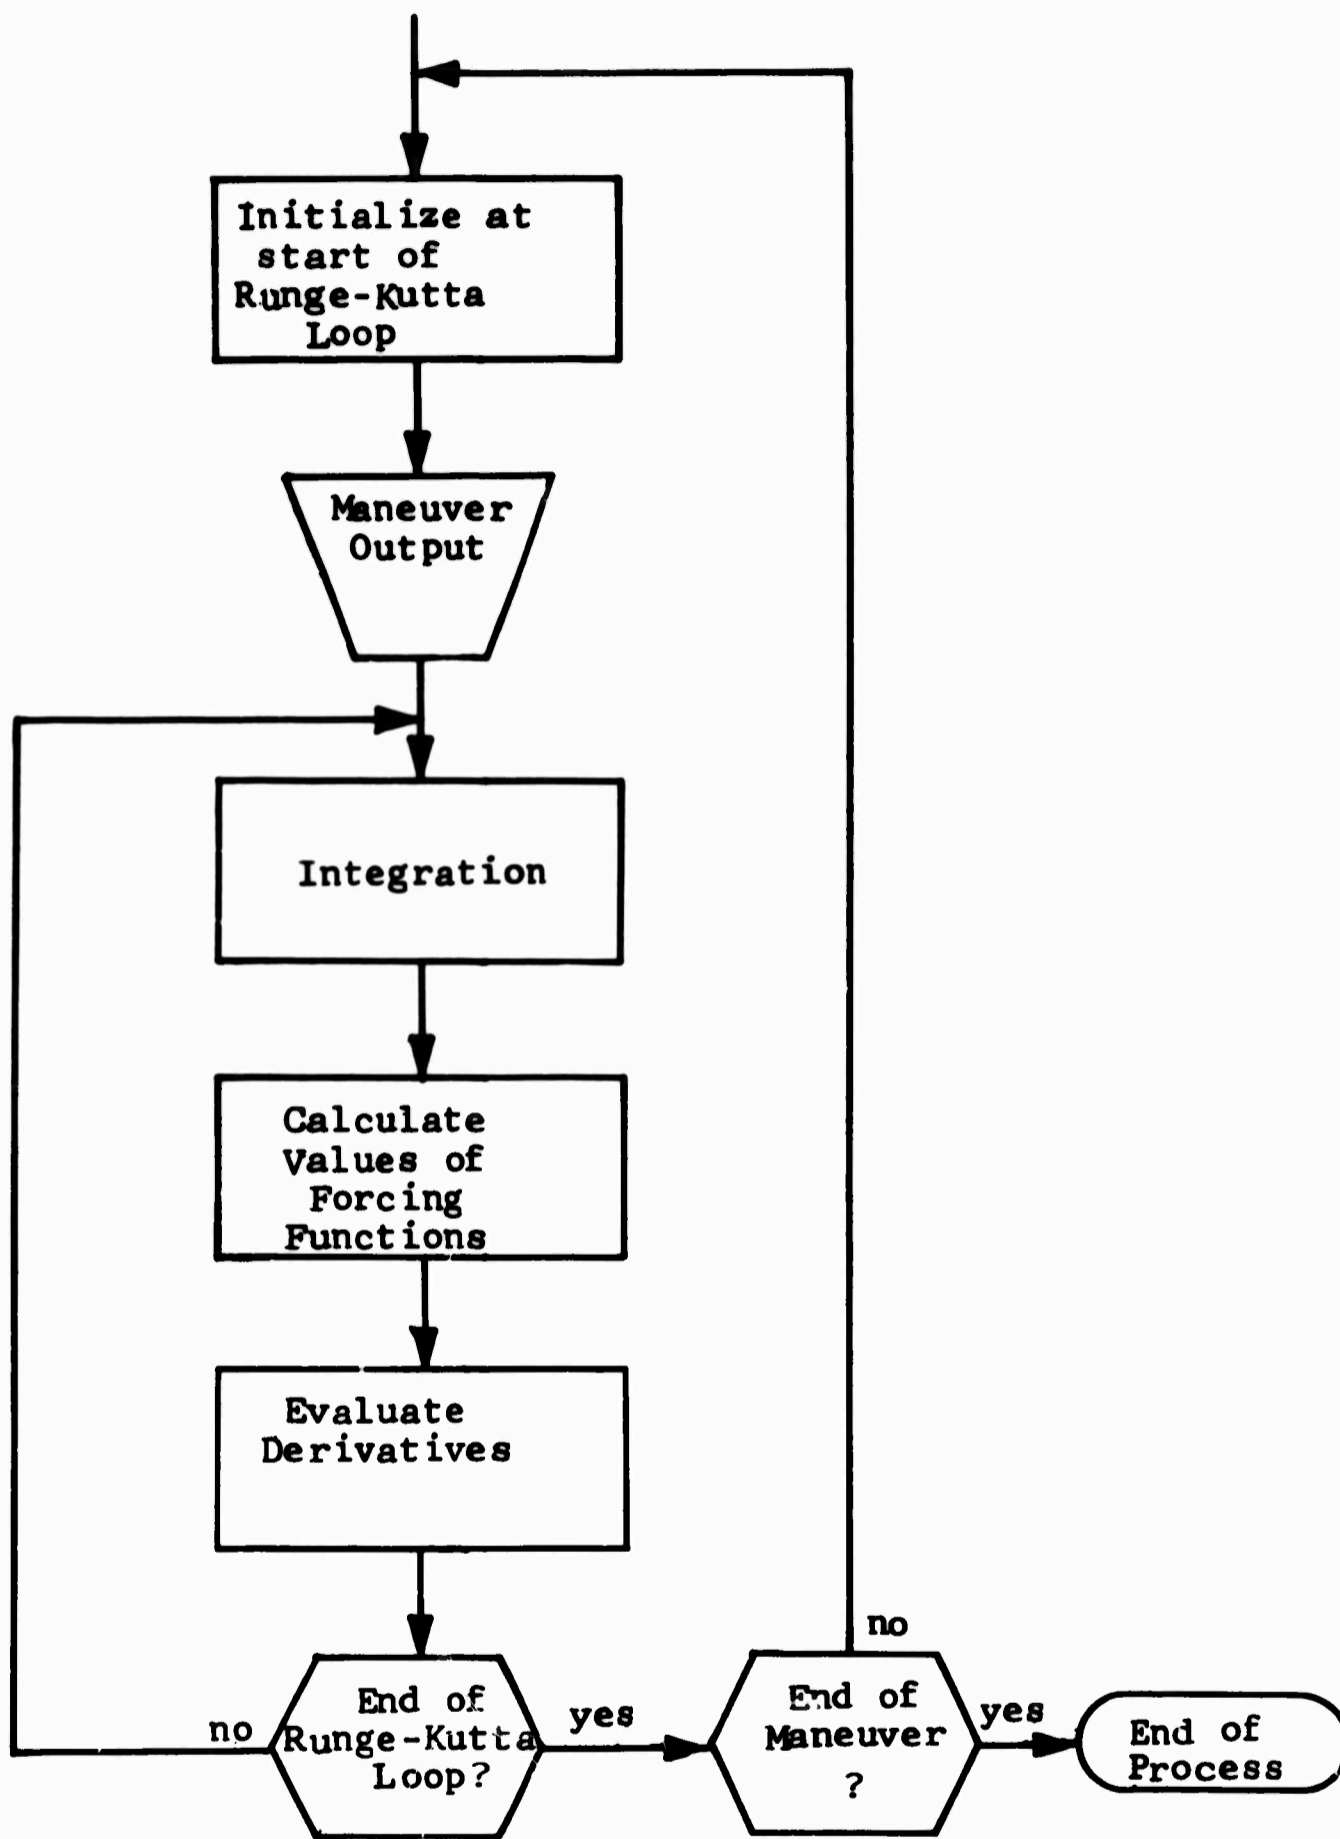 Initialize at
start of
Runge-Kutta
Loop
Maneuver
Output
Integration
Calculate
Values of
Forcing
Functions
Evaluate
Derivatives
no
End of
Runge-Kutta
Loop?
yes
no
End of
Maneuver
?
yes
End of
Process